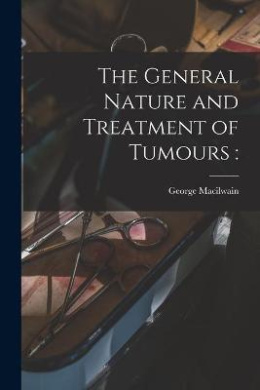 The General
Nature and
Treatment of
Tumours :
George Macilwain